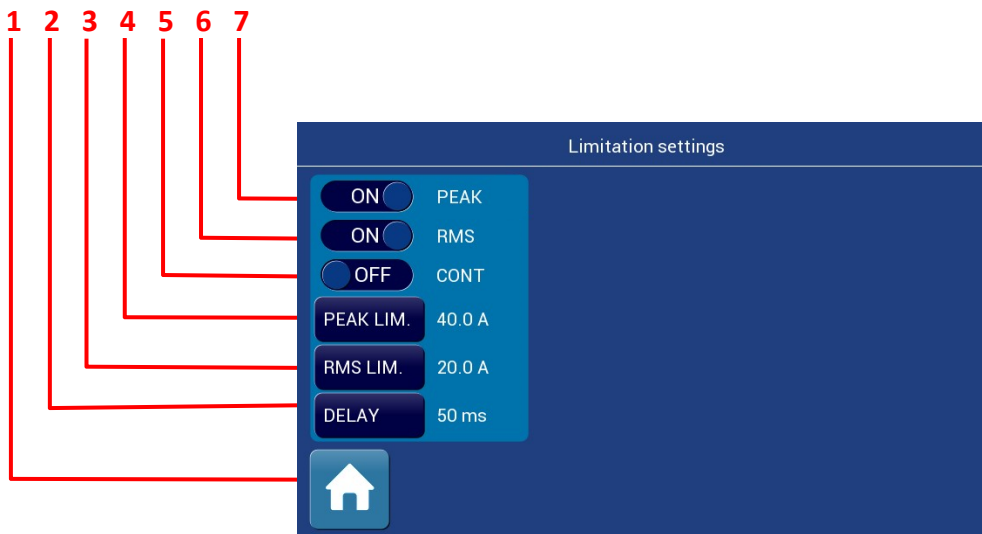 1 2 3 4 5 6 7
Limitation settings
ON PEAK
ON RMS
OFF CONT
PEAK LIM. 40.0 A
RMS LIM. 20.0 A
DELAY 50 ms